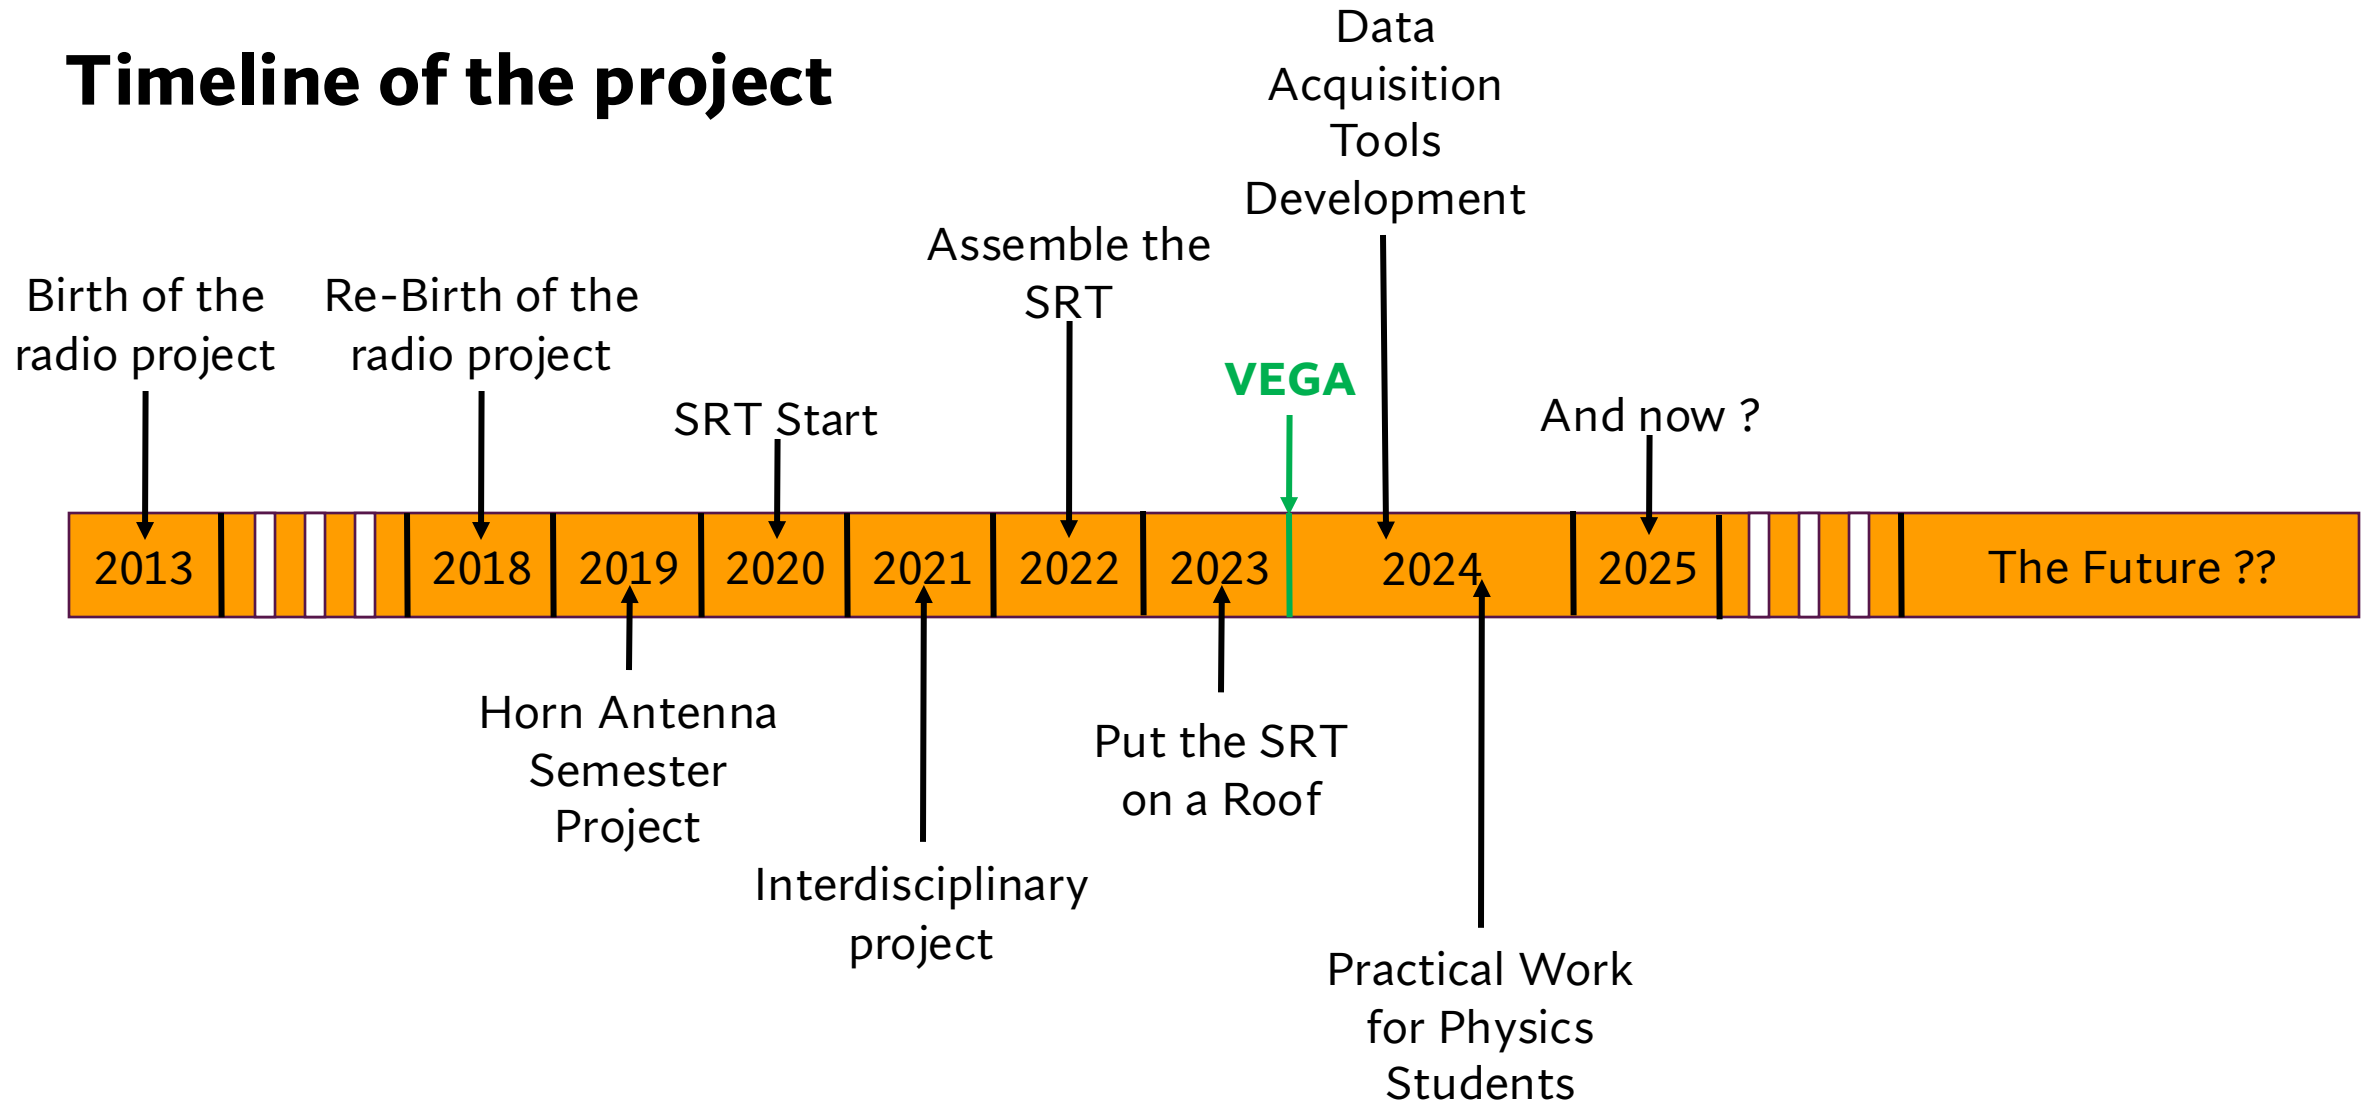 Timeline of the project
Birth of the
radio project
Re-Birth of the
radio project
SRT Start
Assemble the
SRT
VEGA
Data
Acquisition
Tools
Development
And now ?
2013
2018
2019
2020
2021
2022
2023
2024
2025
The Future ??
Horn Antenna
Semester
Project
Interdisciplinary
project
Put the SRT
on a Roof
Practical Work
for Physics
Students